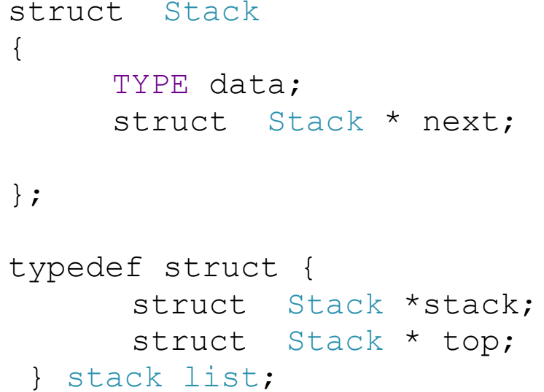 struct Stack
{
TYPE data;
struct Stack * next;
};
typedef struct {
struct Stack *stack;
struct Stack * top;
} stack list;